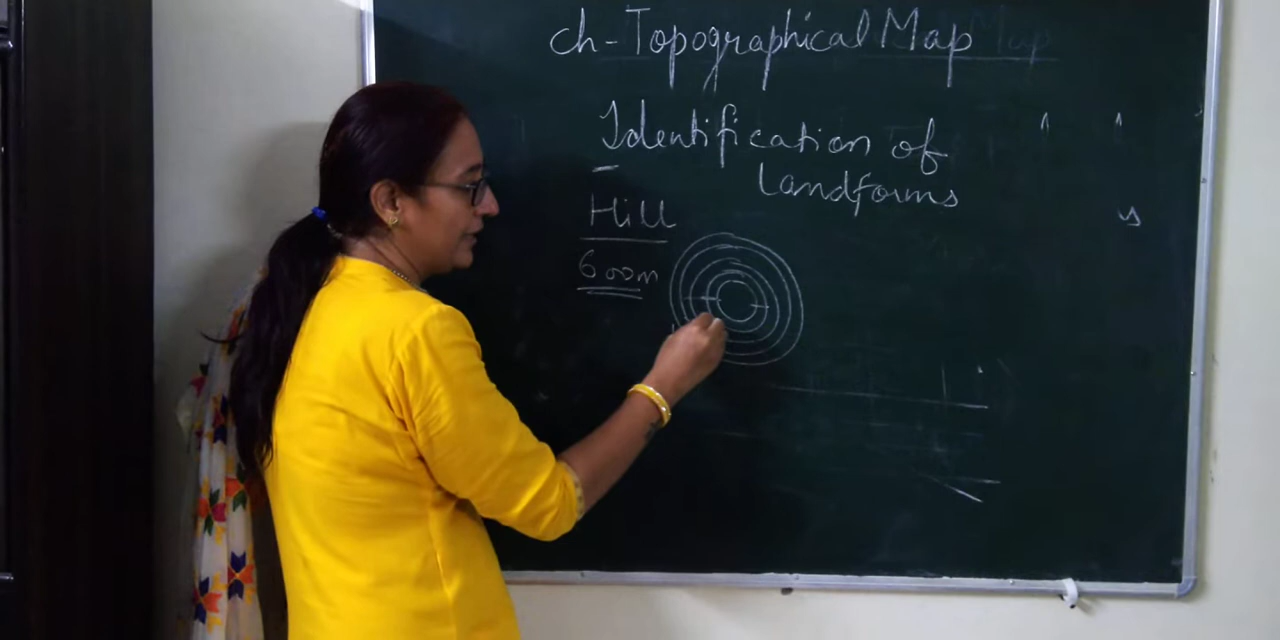 ch-Topographical Map
Identification of
Landforms
Hill
600m